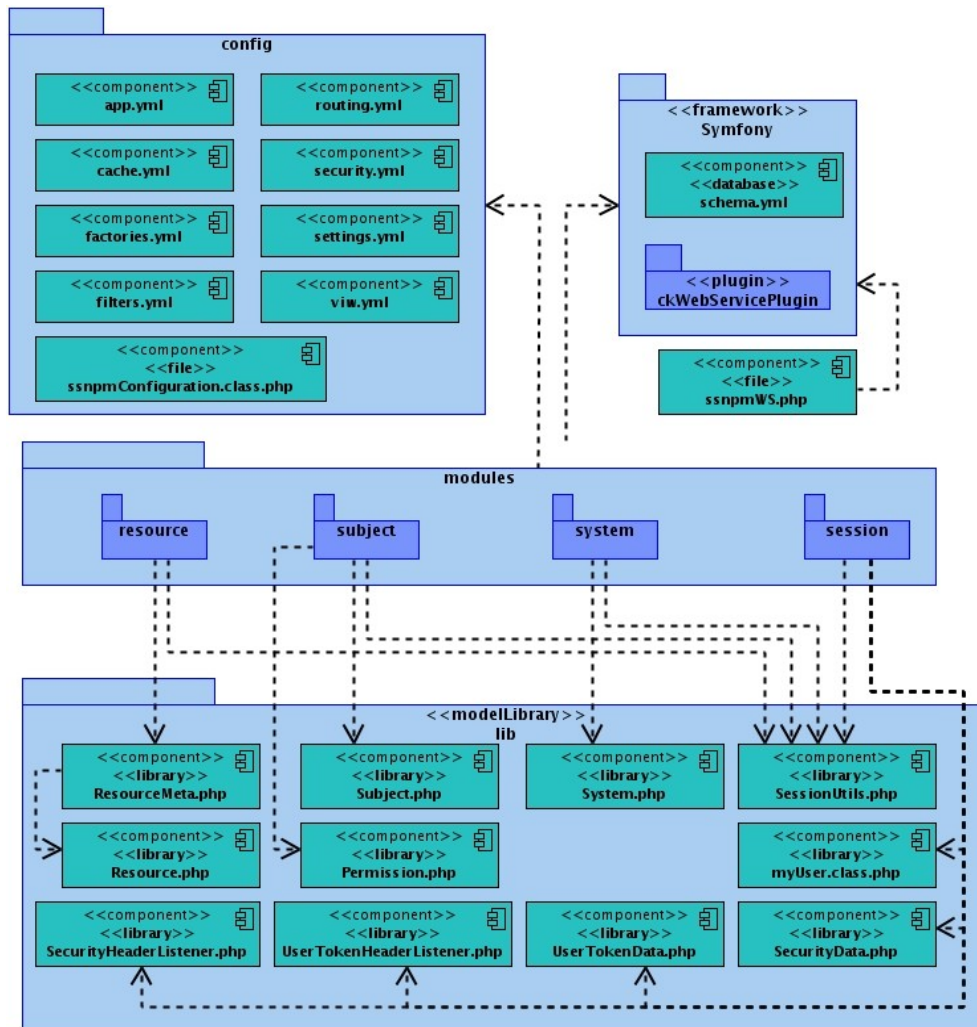 config
<<component>>
app.yml
<<component>>
routing.yml
<<component>>
cache.yml
<<component>>
security.yml
<<component>>
factories.yml
<<component>>
settings.yml
<<component>>
filters.yml
<<component>>
viw.yml
<<component>>
<<file>>
ssnpmConfiguration.class.php
<<framework>>
Symfony
<<component>>
<<database>>
schema.yml
<<plugin>>
ckWebServicePlugin
<<component>>
<<file>>
ssnpmWS.php
modules
resource
subject
system
session
<<modelLibrary>>
lib
<<component>>
<<library>>
ResourceMeta.php
<<component>>
<<library>>
Subject.php
<<component>>
<<library>>
System.php
<<component>>
<<library>>
SessionUtils.php
<<component>>
<<library>>
Resource.php
<<component>>
<<library>>
Permission.php
<<component>>
<<library>>
myUser.class.php
<<component>>
<<library>>
SecurityHeaderListener.php
<<component>>
<<library>>
UserTokenHeaderListener.php
<<component>>
<<library>>
UserTokenData.php
<<component>>
<<library>>
SecurityData.php